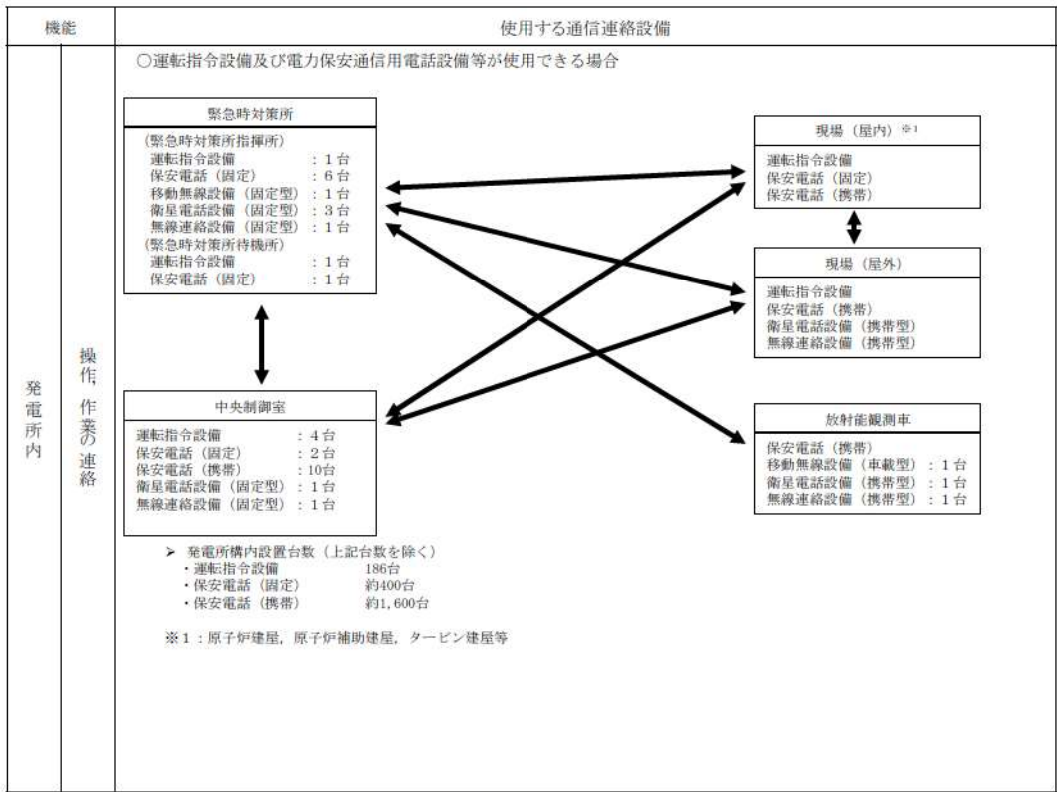 機能
使用する通信連絡設備
発電所内
操作,作業の連絡
○運転指令設備及び電力保安通信用電話設備等が使用できる場合
緊急時対策所
(緊急時対策所指揮所)
運転指令設備 :1台
保安電話(固定) :6台
移動無線設備(固定型) :1台
衛星電話設備(固定型) :3台
無線連絡設備(固定型) :1台
(緊急時対策所待機所)
運転指令設備 :1台
保安電話(固定) :1台
現場(屋内)※1
運転指令設備
保安電話(固定)
保安電話(携帯)
現場(屋外)
運転指令設備
保安電話(携帯)
衛星電話設備(携帯型)
無線連絡設備(携帯型)
中央制御室
運転指令設備 :4台
保安電話(固定) :2台
保安電話(携帯) :10台
衛星電話設備(固定型) :1台
無線連絡設備(固定型) :1台
放射能観測車
保安電話(携帯)
移動無線設備(車載型):1台
衛星電話設備(携帯型):1台
無線連絡設備(携帯型):1台
➢ 発電所構内設置台数(上記台数を除く)
・運転指令設備 186台
・保安電話(固定) 約400台
・保安電話(携帯) 約1,600台
※1:原子炉建屋,原子炉補助建屋,タービン建屋等